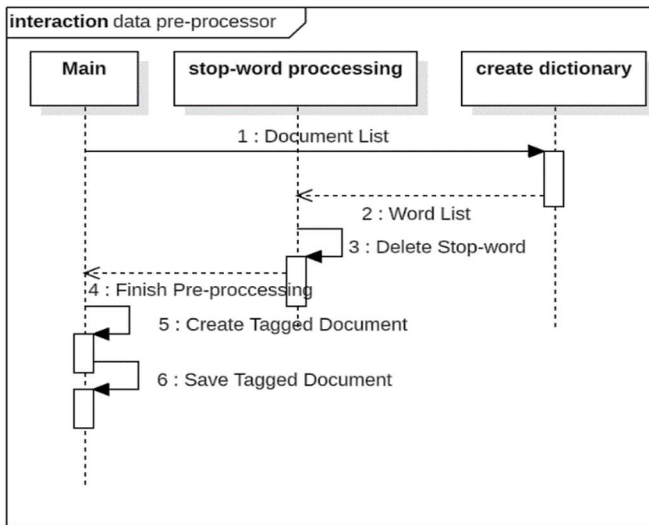 interaction data pre-processor
Main
stop-word proccessing
create dictionary
1 : Document List
2 : Word List
3 : Delete Stop-word
4 : Finish Pre-proccessing
5 : Create Tagged Document
6 : Save Tagged Document